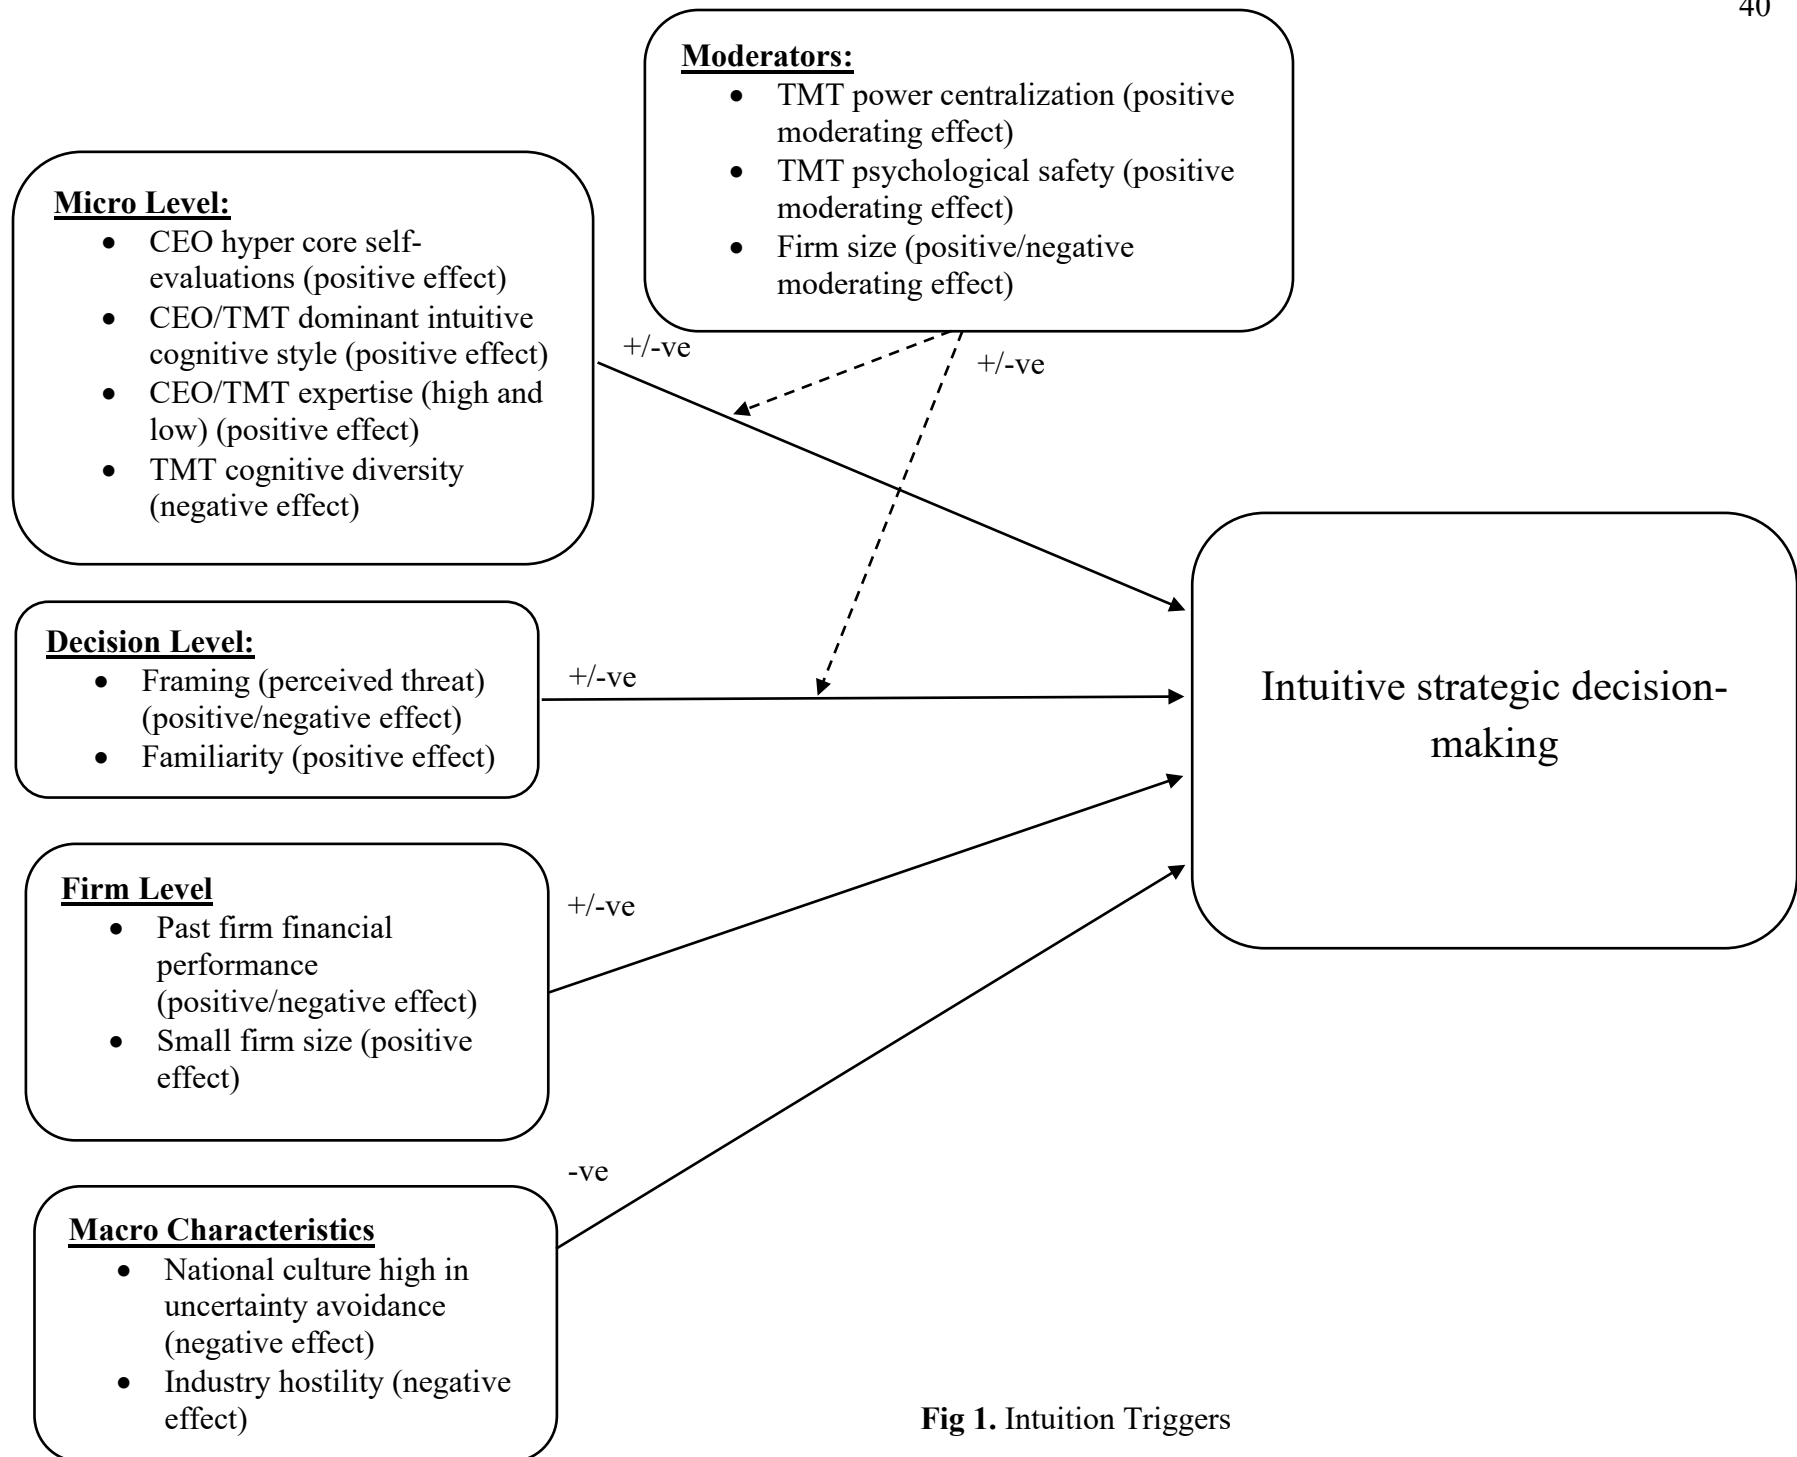 40
Moderators:
• TMT power centralization (positive
moderating effect)
• TMT psychological safety (positive
moderating effect)
• Firm size (positive/negative
moderating effect)
Micro Level:
• CEO hyper core self-
evaluations (positive effect)
• CEO/TMT dominant intuitive
cognitive style (positive effect)
• CEO/TMT expertise (high and
low) (positive effect)
• TMT cognitive diversity
(negative effect)
+/-ve
+/-ve
Decision Level:
• Framing (perceived threat)
(positive/negative effect)
• Familiarity (positive effect)
+/-ve
Intuitive strategic decision-
making
Firm Level
• Past firm financial
performance
(positive/negative effect)
• Small firm size (positive
effect)
+/-ve
Macro Characteristics
• National culture high in
uncertainty avoidance
(negative effect)
• Industry hostility (negative
effect)
-ve
Fig 1. Intuition Triggers